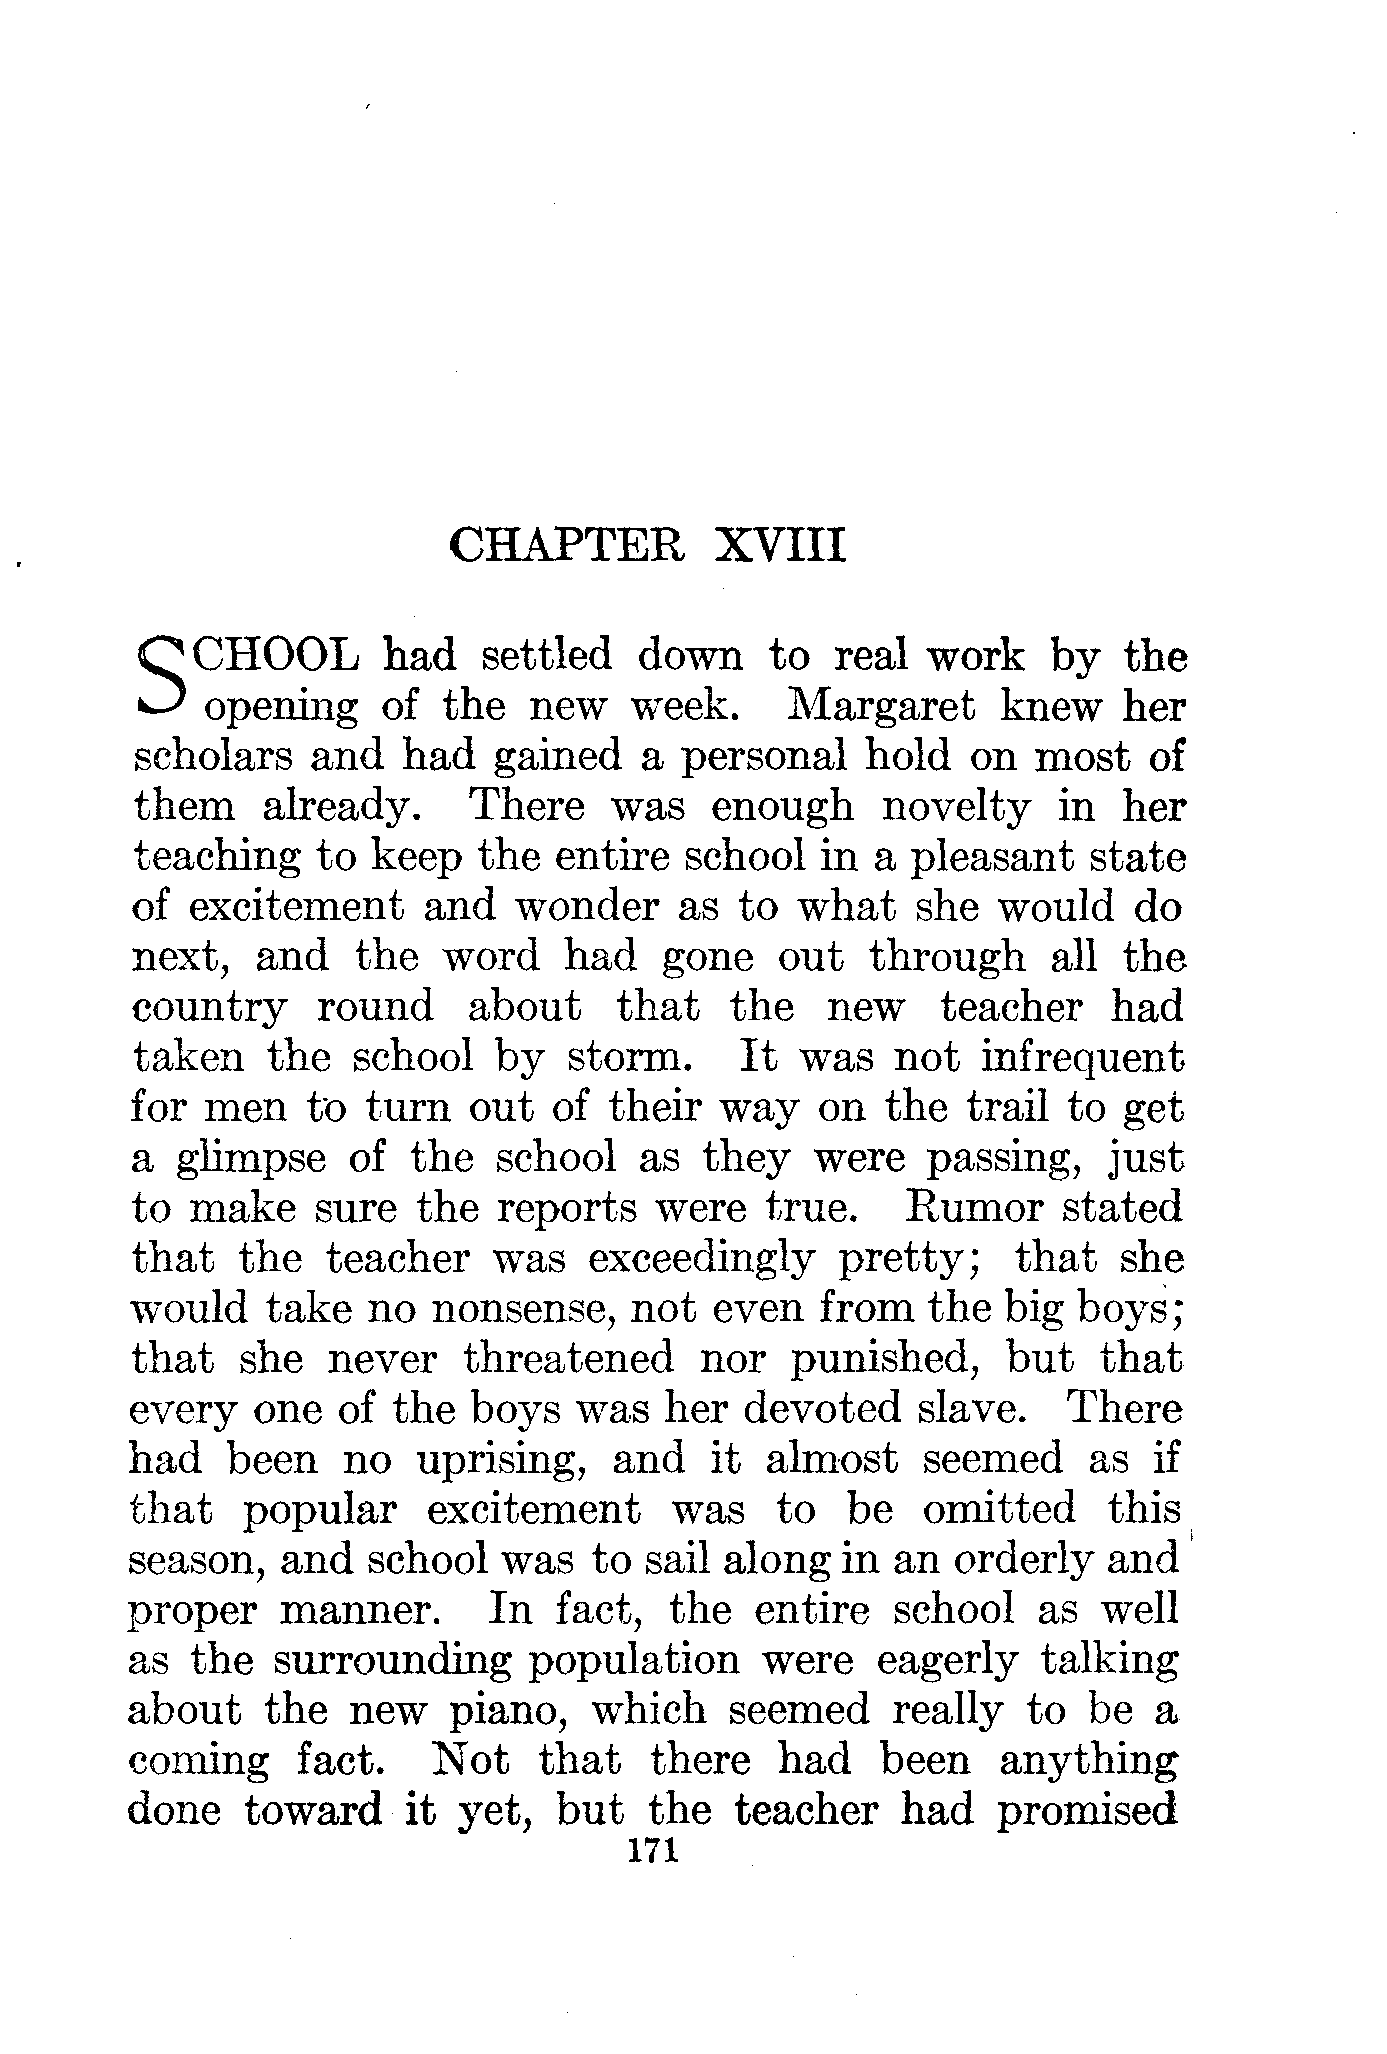 CHAPTER XVIII
SCHOOL had settled down to real work by the
opening of the new week. Margaret knew her
scholars and had gained a personal hold on most of
them already. There was enough novelty in her
teaching to keep the entire school in a pleasant state
of excitement and wonder as to what she would do
next, and the word had gone out through all the
country round about that the new teacher had
taken the school by storm. It was not infrequent
for men to turn out of their way on the trail to get
a glimpse of the school as they were passing, just
to make sure the reports were true. Rumor stated
that the teacher was exceedingly pretty; that she
would take no nonsense, not even from the big boys;
that she never threatened nor punished, but that
every one of the boys was her devoted slave. There
had been no uprising, and it almost seemed as if
that popular excitement was to be omitted this
season, and school was to sail along in an orderly and
proper manner. In fact, the entire school as well
as the surrounding population were eagerly talking
about the new piano, which seemed really to be a
coming fact. Not that there had been anything
done toward it yet, but the teacher had promised
171